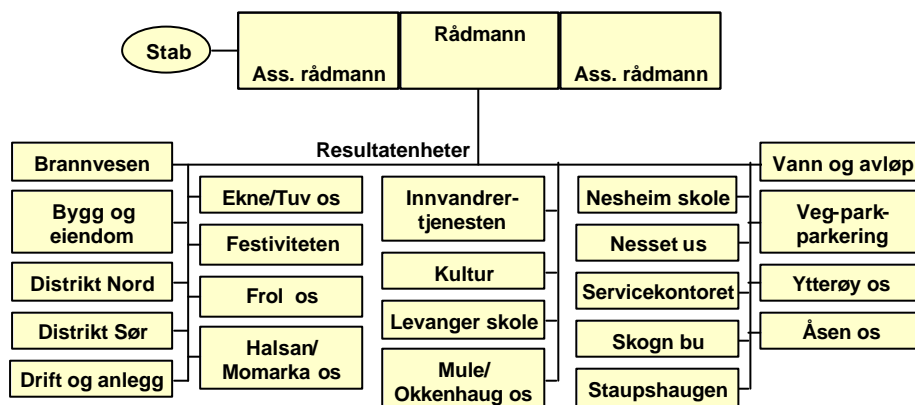 Stab
Rådmann
Ass. rådmann
Ass. rådmann
Resultatenheter
Brannvesen
Bygg og
eiendom
Distrikt Nord
Distrikt Sør
Drift og anlegg
Ekne/Tuv os
Festiviteten
Frol os
Halsan/
Momarka os
Innvandrer-
tjenesten
Kultur
Levanger skole
Mule/
Okkenhaug os
Nesheim skole
Nesset us
Servicekontoret
Skogn bu
Staupshaugen
Vann og avløp
Veg-park-
parkering
Ytterøy os
Åsen os